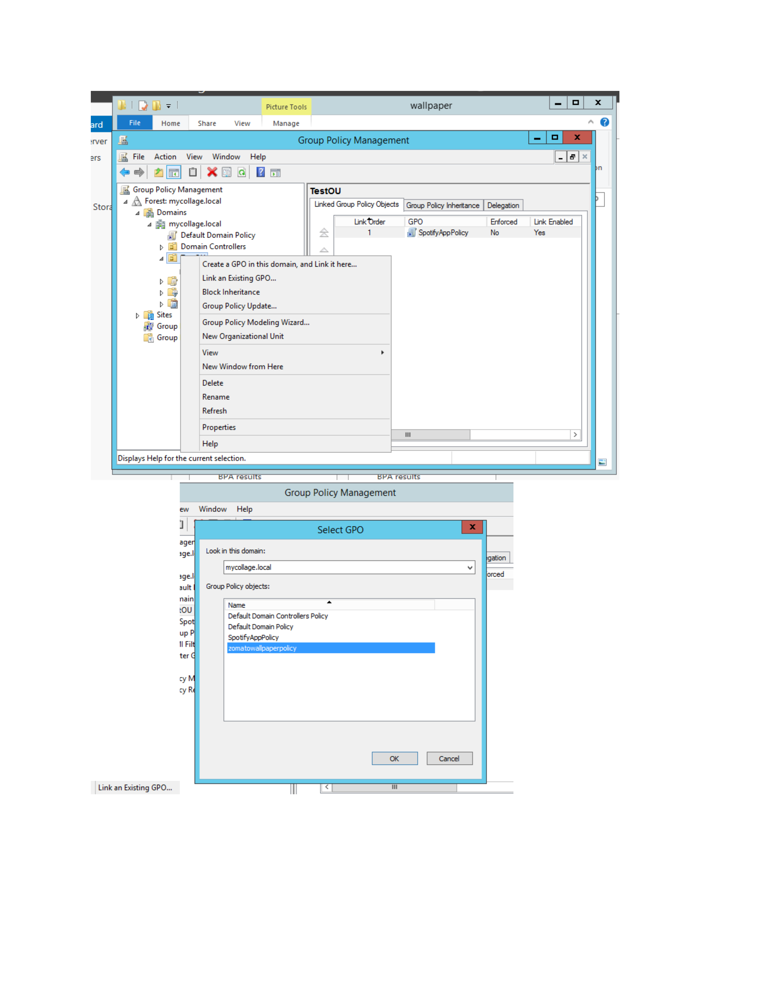 Picture Tools
wallpaper
File Home Share View Manage
ard
erver
ers
Stora
on
Group Policy Management
File Action View Window Help
Group Policy Management
Forest: mycollage.local
Domains
mycollage.local
Default Domain Policy
Domain Controllers
Sites
Group
Group
TestOU
Linked Group Policy Objects Group Policy Inheritance Delegation
Link Order GPO Enforced Link Enabled
1 SpotifyAppPolicy No Yes
Create a GPO in this domain, and Link it here...
Link an Existing GPO...
Block Inheritance
Group Policy Update...
Group Policy Modeling Wizard...
New Organizational Unit
View
New Window from Here
Delete
Rename
Refresh
Properties
Help
Displays Help for the current selection.
BPA results BPA results
Group Policy Management
ew Window Help
Select GPO
Look in this domain:
mycollage.local
Group Policy objects:
Name
Default Domain Controllers Policy
Default Domain Policy
SpotifyAppPolicy
zomatowallpaperpolicy
OK Cancel
ager
age.l
age.l
ault
nain
tOU
Spot
up P
II Filt
ter G
cy M
cy Re
egation
orced
Link an Existing GPO...